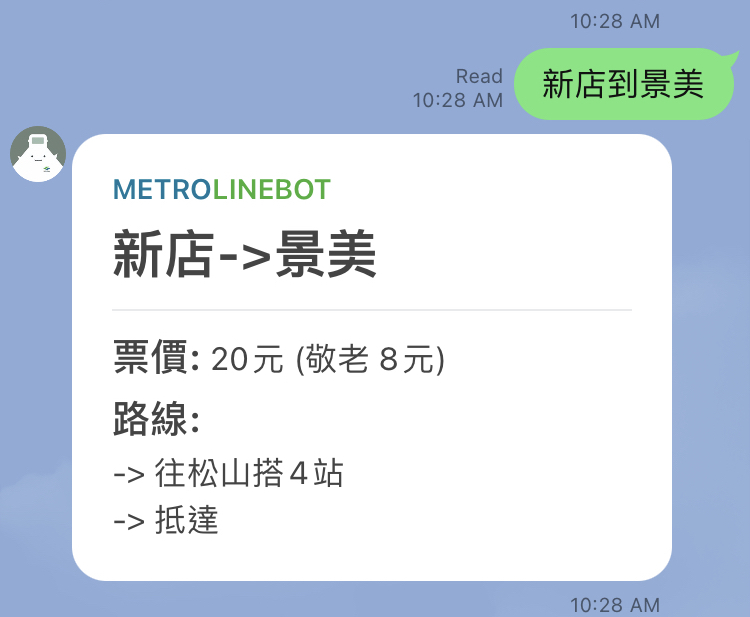 10:28 AM
Read
10:28 AM
新店到景美
METROLINEBOT
新店->景美
票價: 20元 (敬老 8元)
路線:
-> 往松山搭4站
-> 抵達
10:28 AM